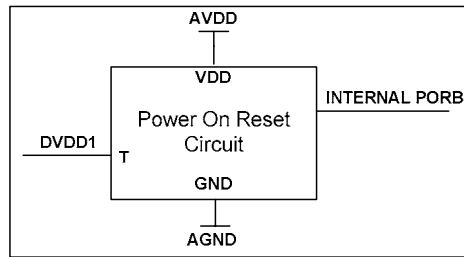 AVDD
VDD
INTERNAL PORB
Power On Reset
Circuit
DVDD1
T
GND
AGND